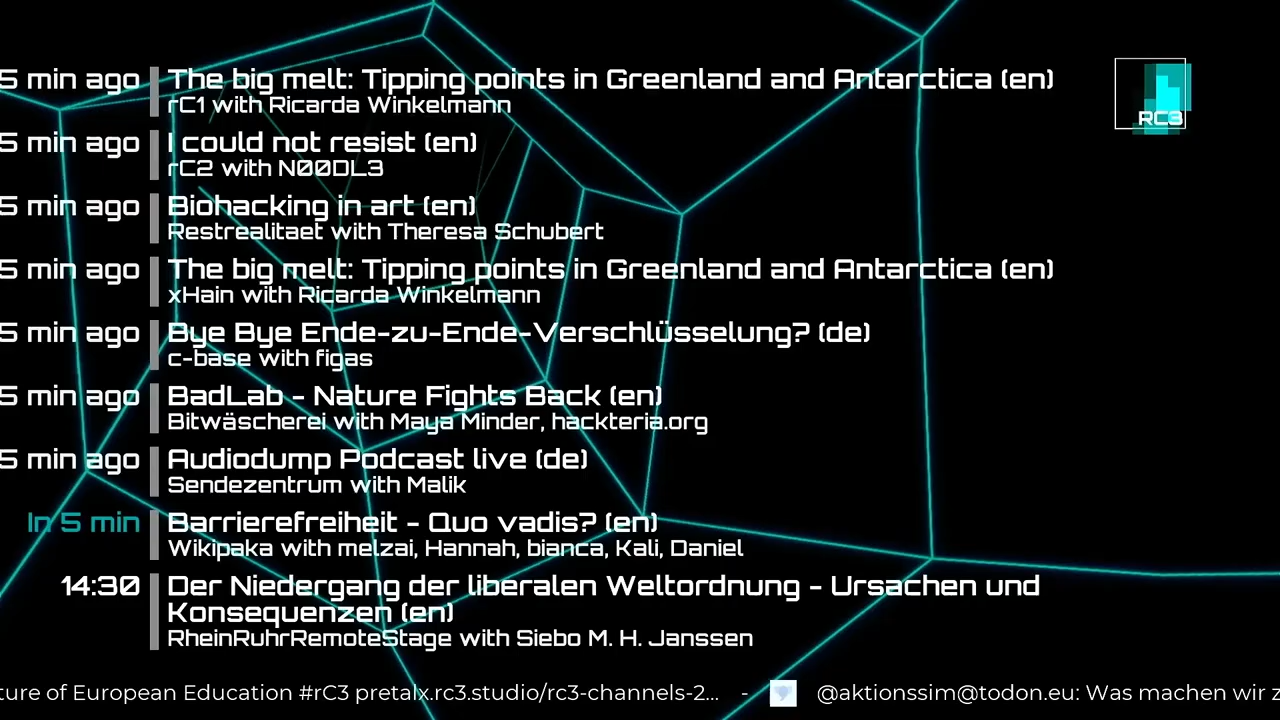 5 min ago The big melt: Tipping points in Greenland and Antarctica (en)
rC1 with Ricarda Winkelmann
RC3
5 min ago I could not resist (en)
rC2 with N00DL3
5 min ago Biohacking in art (en)
Restrealitaet with Theresa Schubert
5 min ago The big melt: Tipping points in Greenland and Antarctica (en)
xHain with Ricarda Winkelmann
5 min ago Bye Bye Ende-zu-Ende-Verschlüsselung? (de)
c-base with figas
5 min ago BadLab - Nature Fights Back (en)
Bitwäscherei with Maya Minder, hackteria.org
5 min ago Audiodump Podcast live (de)
Sendezentrum with Malik
In 5 min Barrierefreiheit - Quo vadis? (en)
Wikipaka with melzai, Hannah, bianca, Kali, Daniel
14:30 Der Niedergang der liberalen Weltordnung - Ursachen und
Konsequenzen (en)
RheinRuhrRemoteStage with Siebo M. H. Janssen
ture of European Education #rC3 pretalx.rc3.studio/rc3-channels-2... - @aktionssim@todon.eu: Was machen wir z